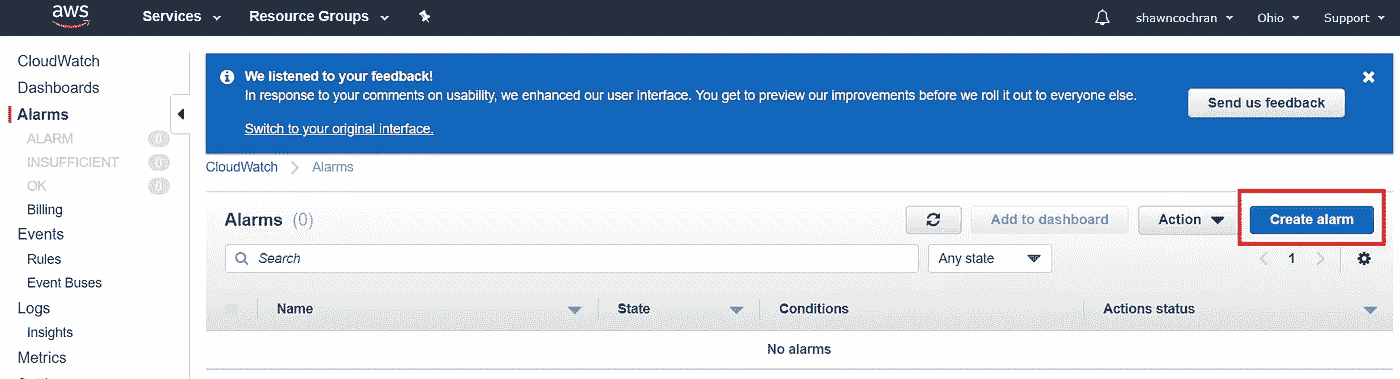 aws Services Resource Groups shawncochran Ohio Support
CloudWatch
Dashboards
Alarms
ALARM 0
INSUFFICIENT 0
OK 0
Billing
Events
Rules
Event Buses
Logs
Insights
Metrics
We listened to your feedback!
In response to your comments on usability, we enhanced our user interface. You get to preview our improvements before we roll it out to everyone else.
Switch to your original interface.
Send us feedback
CloudWatch Alarms
Alarms (0) Add to dashboard Action Create alarm
Search Any state 1
Name State Conditions Actions status
No alarms